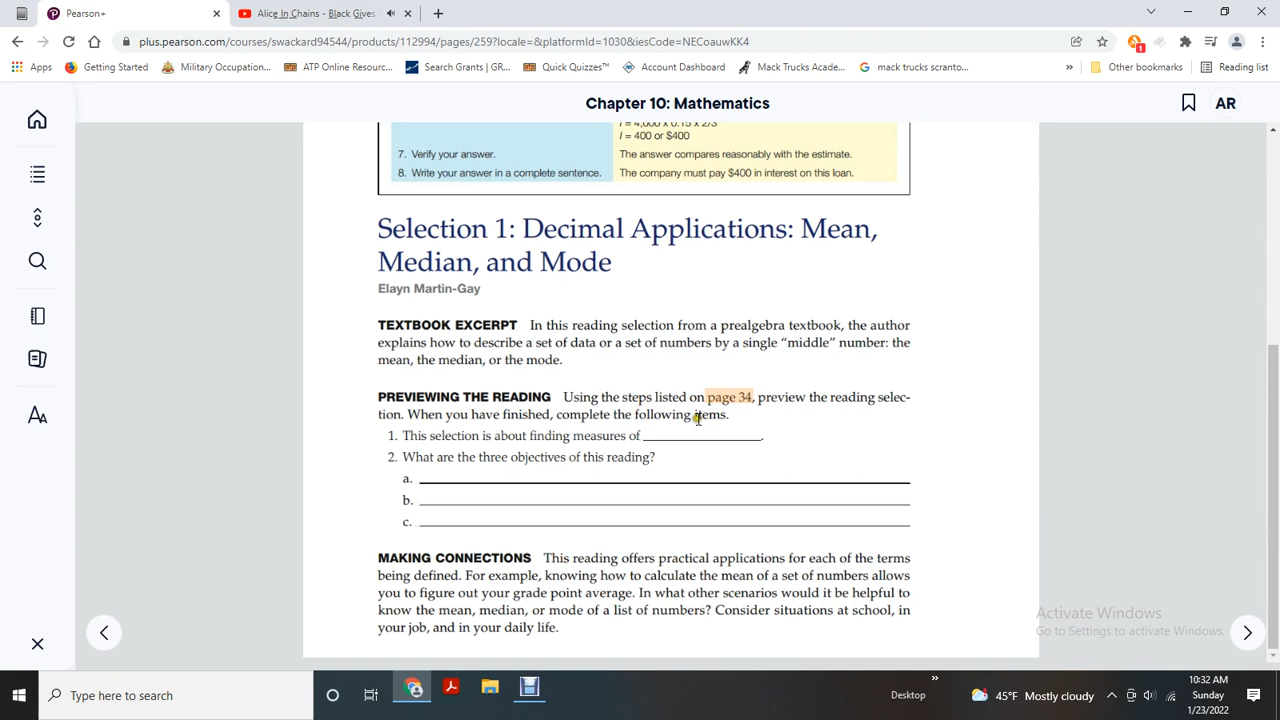 Pearson+
Alice In Chains - Black Gives
plus.pearson.com/courses/swackard94544/products/112994/pages/259?locale=&platformId=1030&iesCode=NECoauwKK4
1
Apps
Getting Started
Military Occupation...
ATP Online Resourc...
Search Grants | GR...
Quick Quizzes™
Account Dashboard
Mack Trucks Acade...
mack trucks scranto...
»
Other bookmarks
Reading list
Chapter 10: Mathematics
AR
I = 4,000 x 0.15 x 2/3
I = 400 or $400
7. Verify your answer.
The answer compares reasonably with the estimate.
8. Write your answer in a complete sentence.
The company must pay $400 in interest on this loan.
Selection 1: Decimal Applications: Mean,
Median, and Mode
Elayn Martin-Gay
TEXTBOOK EXCERPT In this reading selection from a prealgebra textbook, the author
explains how to describe a set of data or a set of numbers by a single “middle” number: the
mean, the median, or the mode.
PREVIEWING THE READING Using the steps listed on page 34, preview the reading selec-
tion. When you have finished, complete the following items.
1. This selection is about finding measures of ____________.
2. What are the three objectives of this reading?
a.
b.
c.
MAKING CONNECTIONS This reading offers practical applications for each of the terms
being defined. For example, knowing how to calculate the mean of a set of numbers allows
you to figure out your grade point average. In what other scenarios would it be helpful to
know the mean, median, or mode of a list of numbers? Consider situations at school, in
your job, and in your daily life.
Activate Windows
Go to Settings to activate Windows.
AA
Type here to search
Desktop
»
45°F Mostly cloudy
10:32 AM
Sunday
1/23/2022